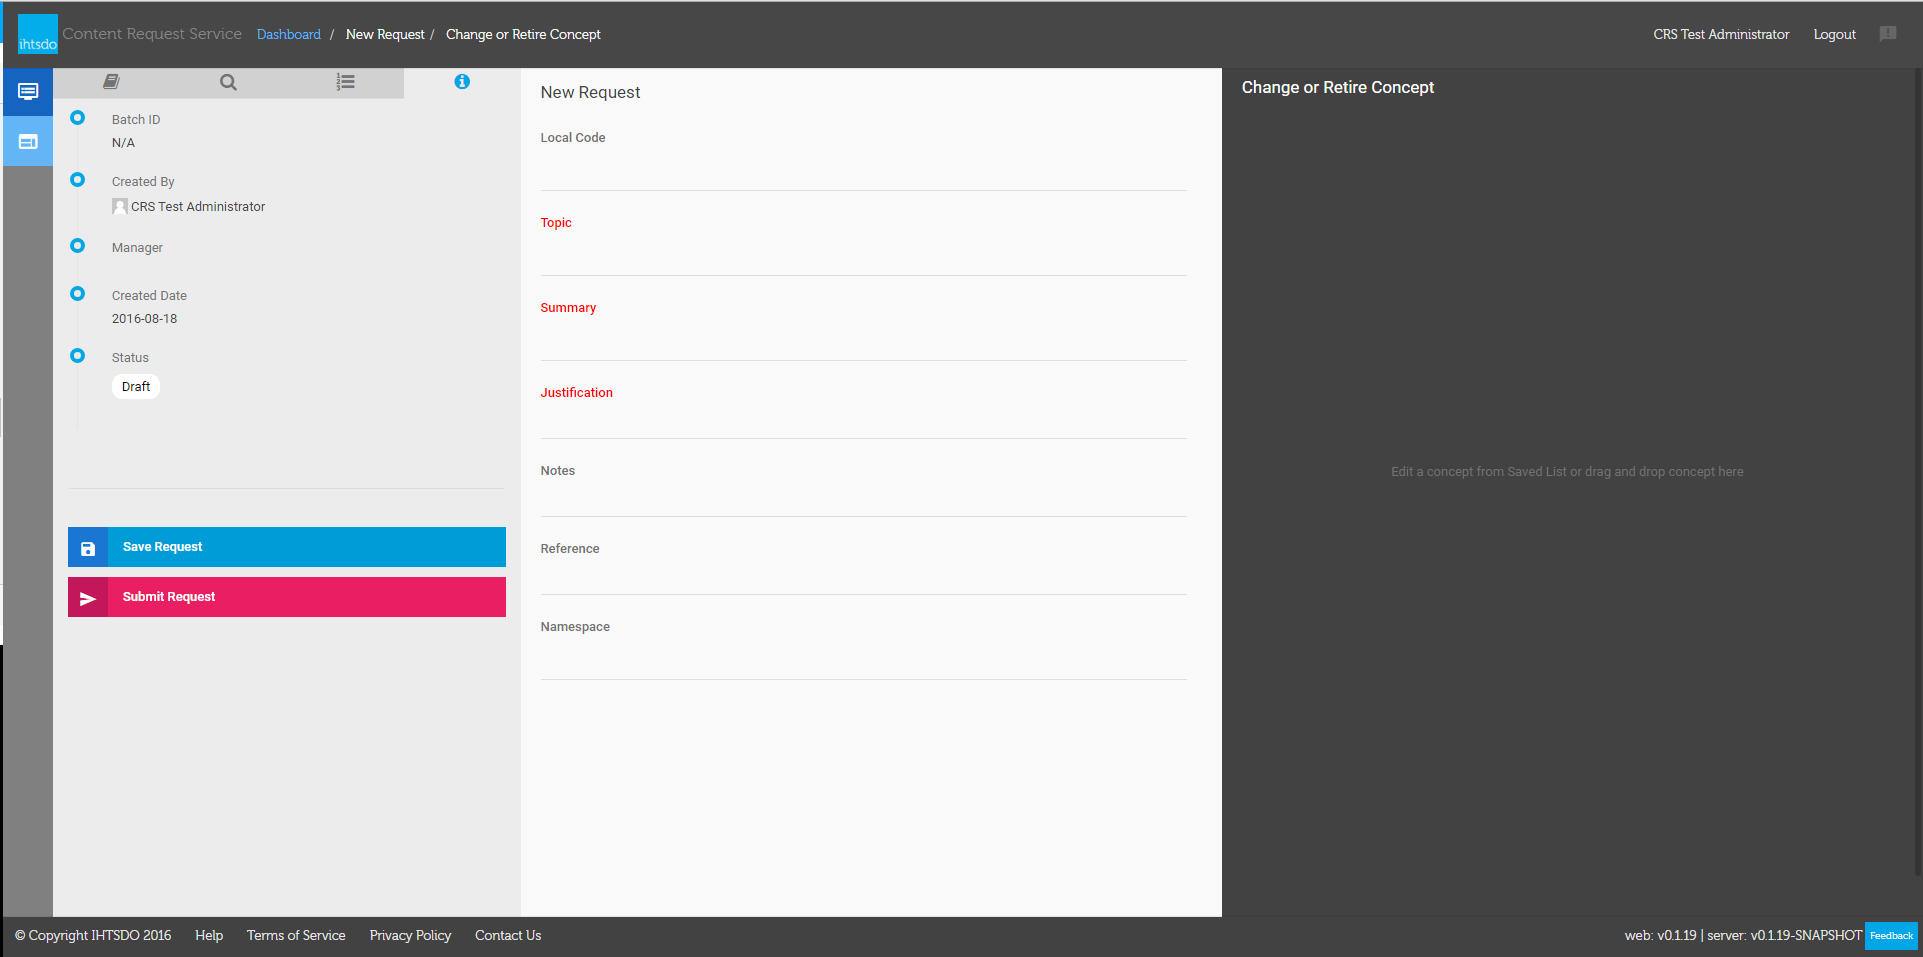 ihtsdo
Content Request Service Dashboard / New Request / Change or Retire Concept
CRS Test Administrator Logout
Batch ID
N/A
Created By
CRS Test Administrator
Manager
Created Date
2016-08-18
Status
Draft
Save Request
Submit Request
New Request
Local Code
Topic
Summary
Justification
Notes
Reference
Namespace
Change or Retire Concept
Edit a concept from Saved List or drag and drop concept here
© Copyright IHTSDO 2016 Help Terms of Service Privacy Policy Contact Us
web: v0.1.19 | server: v0.1.19-SNAPSHOT Feedback